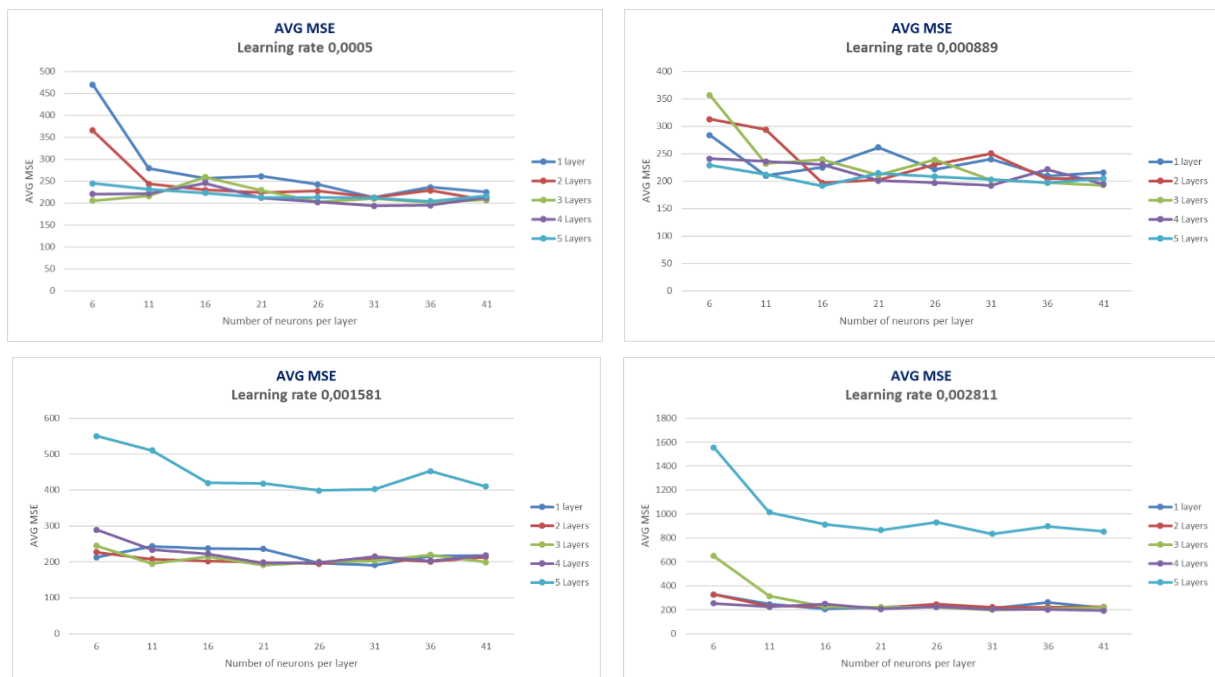 AVG MSE
Learning rate 0,0005
500
450
400
350
300
250
200
150
100
50
0
AVG MSE
6 11 16 21 26 31 36 41
Number of neurons per layer
1 layer
2 Layers
3 Layers
4 Layers
5 Layers
AVG MSE
Learning rate 0,000889
400
350
300
250
200
150
100
50
0
AVG MSE
6 11 16 21 26 31 36 41
Number of neurons per layer
1 layer
2 Layers
3 Layers
4 Layers
5 Layers
AVG MSE
Learning rate 0,001581
600
500
400
300
200
100
0
AVG MSE
6 11 16 21 26 31 36 41
Number of neurons per layer
1 layer
2 Layers
3 Layers
4 Layers
5 Layers
AVG MSE
Learning rate 0,002811
1800
1600
1400
1200
1000
800
600
400
200
0
AVG MSE
6 11 16 21 26 31 36 41
Number of neurons per layer
1 layer
2 Layers
3 Layers
4 Layers
5 Layers